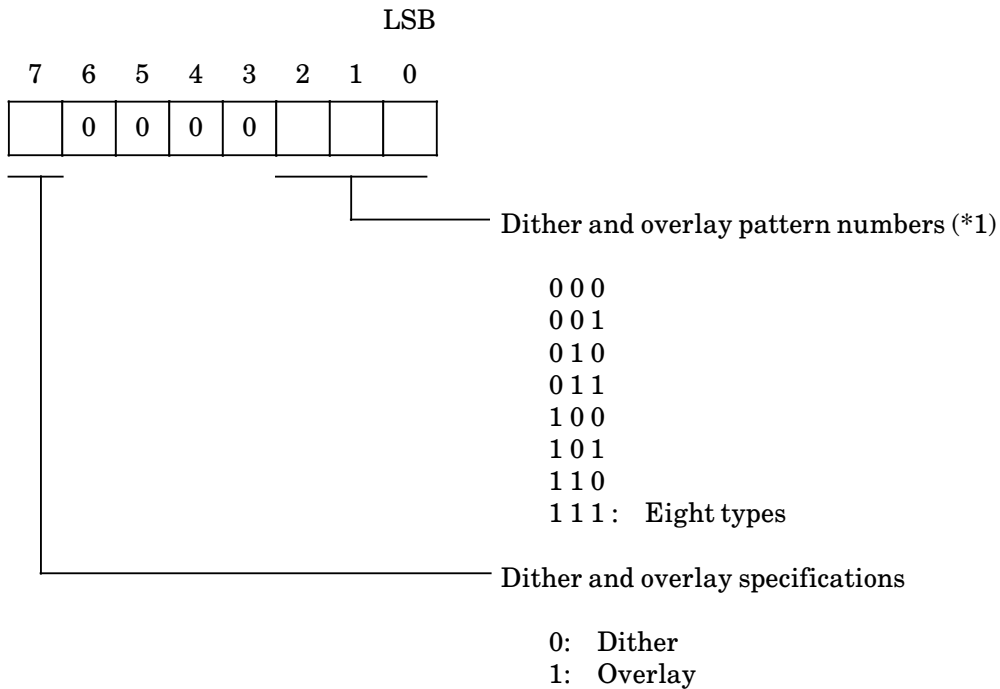 LSB
7 6 5 4 3 2 1 0
0 0 0 0
Dither and overlay pattern numbers (*1)
0 0 0
0 0 1
0 1 0
0 1 1
1 0 0
1 0 1
1 1 0
1 1 1 : Eight types
Dither and overlay specifications
0: Dither
1: Overlay